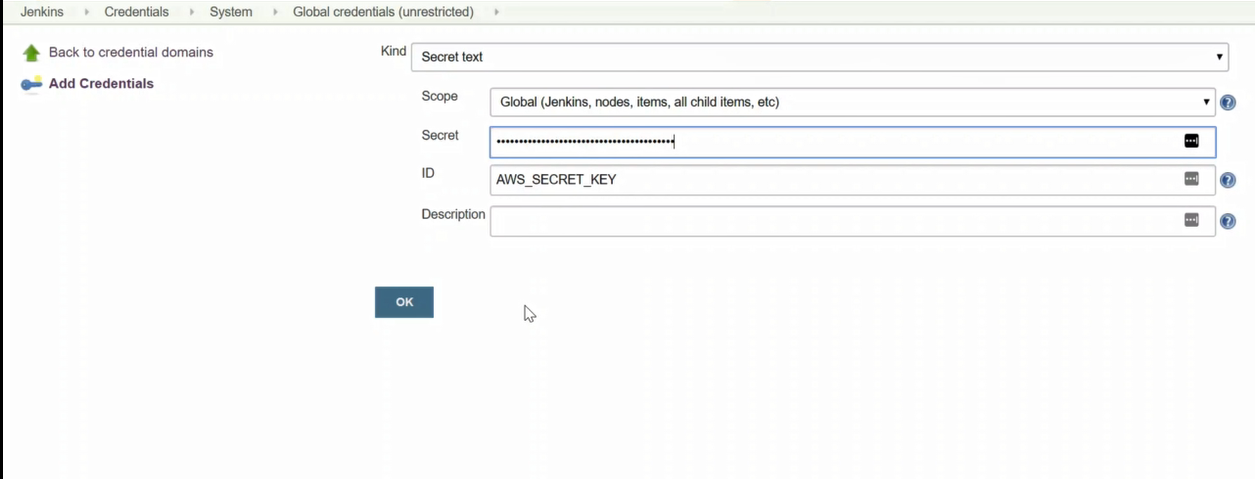 Jenkins Credentials System Global credentials (unrestricted)
Back to credential domains
Add Credentials
Kind Secret text
Scope Global (Jenkins, nodes, items, all child items, etc)
Secret ••••••••••••••••••••••••••••••••••••••••
ID AWS_SECRET_KEY
Description
OK